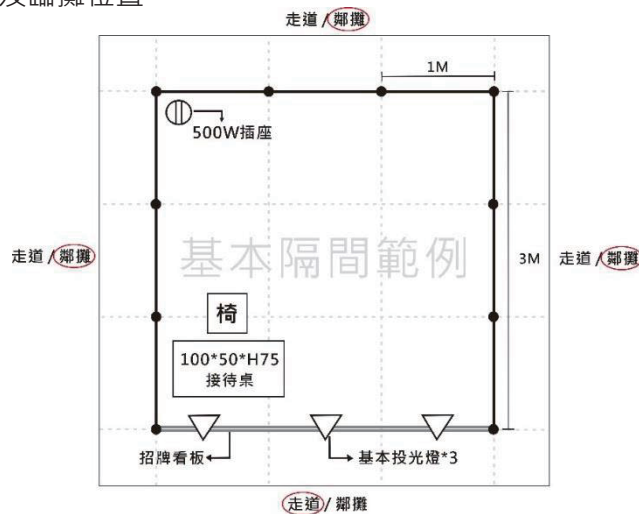 走道 / 鄰攤
1M
500W插座
走道 / 鄰攤
基本隔間範例
3M
走道 / 鄰攤
椅
100*50*H75
接待桌
招牌看板
基本投光燈*3
走道 / 鄰攤